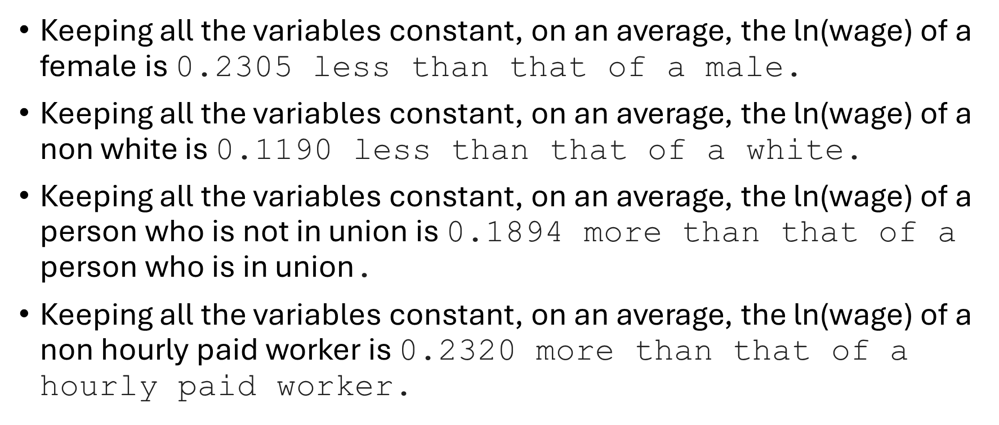 • Keeping all the variables constant, on an average, the ln(wage) of a
female is 0.2305 less than that of a male.
• Keeping all the variables constant, on an average, the ln(wage) of a
non white is 0.1190 less than that of a white.
• Keeping all the variables constant, on an average, the ln(wage) of a
person who is not in union is 0.1894 more than that of a
person who is in union .
• Keeping all the variables constant, on an average, the ln(wage) of a
non hourly paid worker is 0.2320 more than that of a
hourly paid worker.